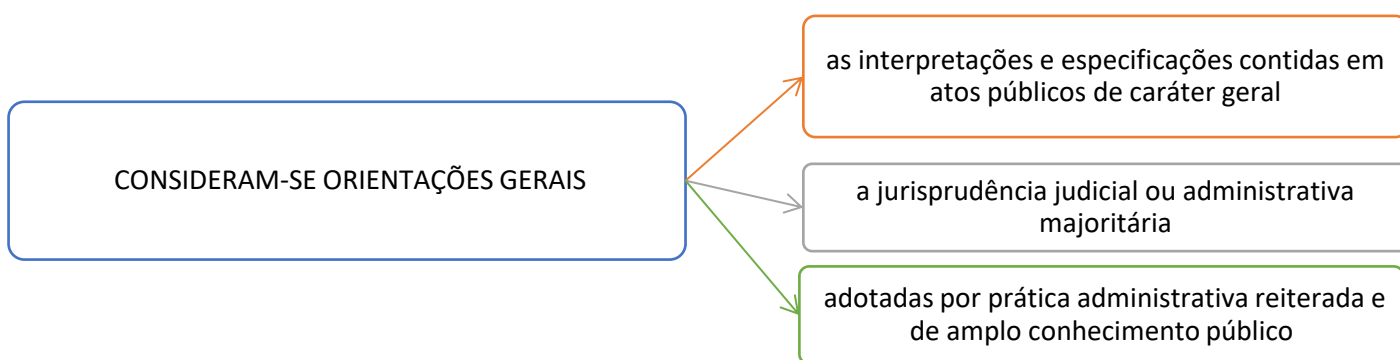 CONSIDERAM-SE ORIENTAÇÕES GERAIS
as interpretações e especificações contidas em
atos públicos de caráter geral
a jurisprudência judicial ou administrativa
majoritária
adotadas por prática administrativa reiterada e
de amplo conhecimento público